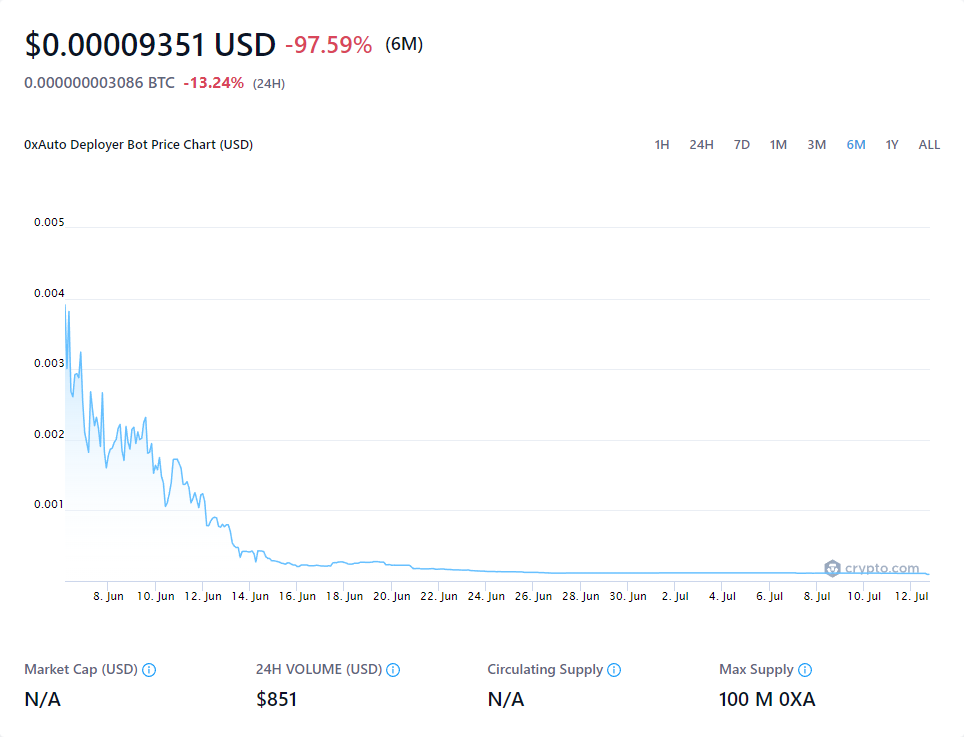 $0.00009351 USD -97.59% (6M)
0.000000003086 BTC -13.24% (24H)
0xAuto Deployer Bot Price Chart (USD) 1H 24H 7D 1M 3M 6M 1Y ALL
0.005
0.004
0.003
0.002
0.001
crypto.com
8. Jun 10. Jun 12. Jun 14. Jun 16. Jun 18. Jun 20. Jun 22. Jun 24. Jun 26. Jun 28. Jun 30. Jun 2. Jul 4. Jul 6. Jul 8. Jul 10. Jul 12. Jul
Market Cap (USD) 24H VOLUME (USD) Circulating Supply Max Supply
N/A $851 N/A 100 M 0XA